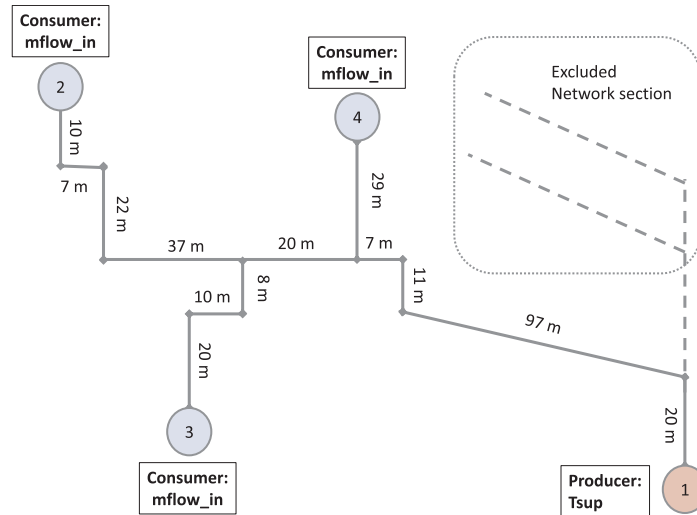 Consumer:
mflow_in
2
10 m
7 m
22 m
37 m
20 m
Consumer:
mflow_in
4
29 m
7 m
11 m
8 m
10 m
20 m
3
Consumer:
mflow_in
97 m
Excluded
Network section
20 m
Producer:
Tsup
1